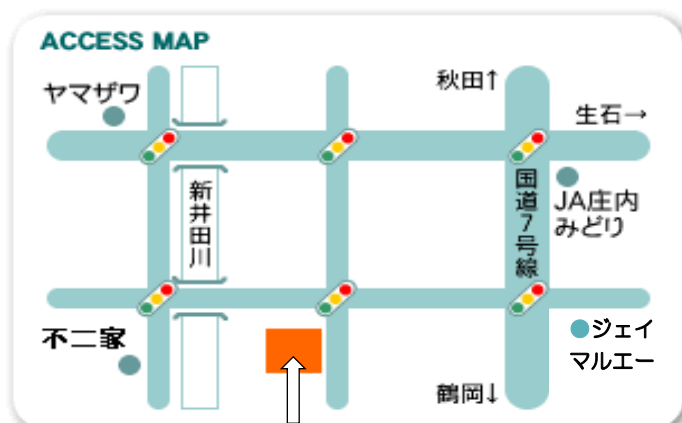 ACCESS MAP
ヤマザワ
秋田↑
生石→
新井田川
国道7号線
JA庄内
みどり
不二家
ジェイ
マルエー
鶴岡↓